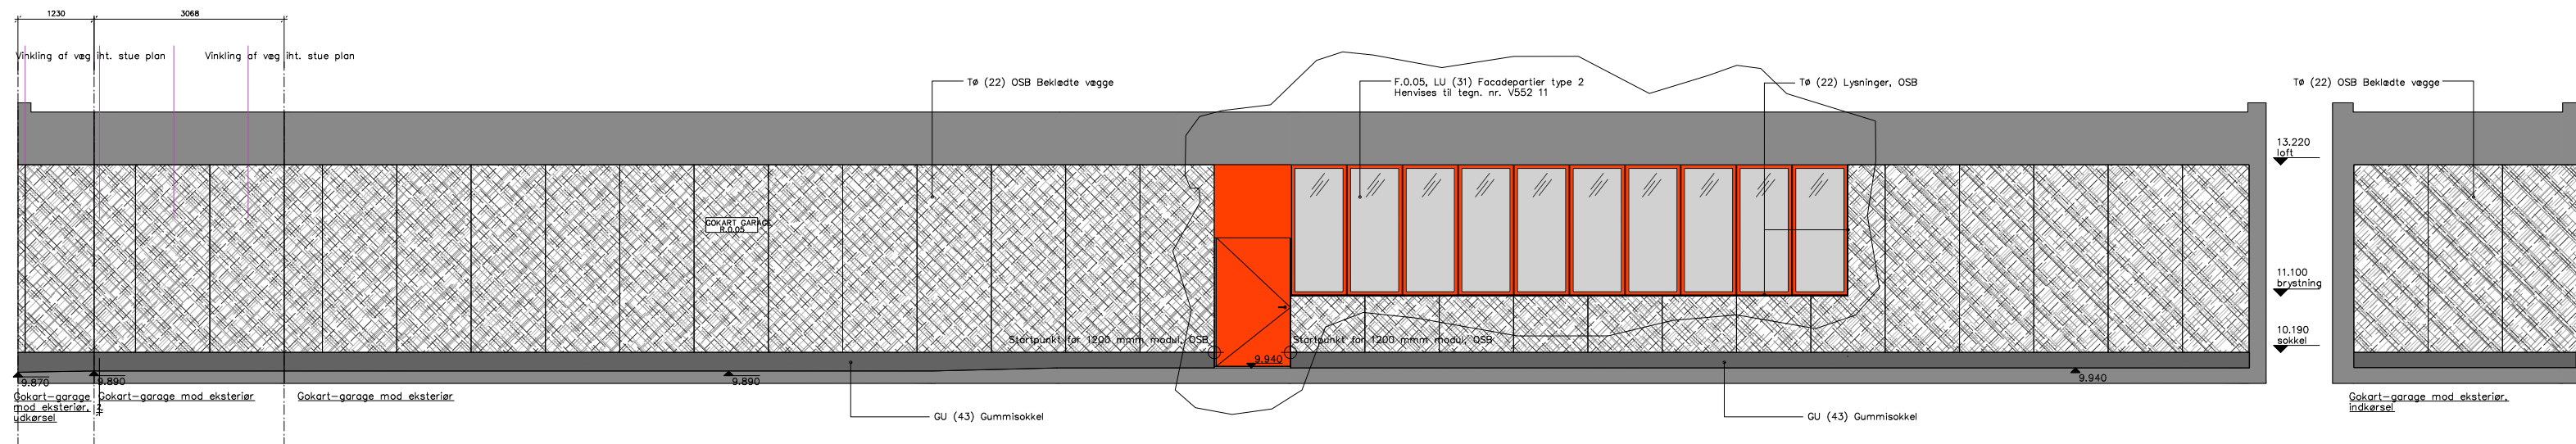 1230
3068
Vinkling af væg iht. stue plan
Vinkling af væg iht. stue plan
TØ (22) OSB Beklædte vægge
F.0.05, LU (31) Facadepartier type 2
Henvises til tegn. nr. V552 11
TØ (22) Lysninger, OSB
TØ (22) OSB Beklædte vægge
13.220
loft
GOKART GARAGE
R.0.05
11.100
brystning
10.190
sokkel
Startpunkt for 1200 mmm modul, OSB
Startpunkt for 1200 mmm modul, OSB
9.940
9.870
9.890
9.890
9.940
Gokart-garage
mod eksteriør,
udkørsel
Gokart-garage mod eksteriør
2
Gokart-garage mod eksteriør
Gokart-garage mod eksteriør,
indkørsel
GU (43) Gummisokkel
GU (43) Gummisokkel